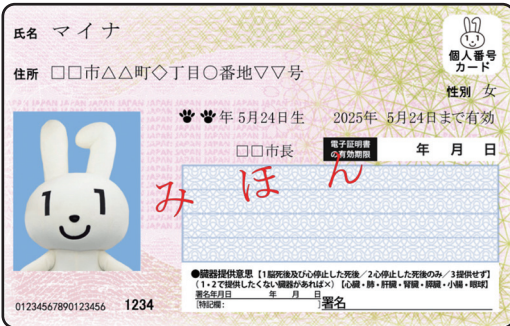 氏名 マイナ
個人番号
カード
住所 □□市△△町◇丁目○番地▽▽号
性別 女
年 5月24日生 2025年 5月24日まで有効
□□市長 電子証明書
の有効期限 年 月 日
みほん
1 1
●臓器提供意思【1脳死後及び心停止した死後/2心停止した死後のみ/3提供せず】
(1・2で提供したくない臓器があれば×)【心臓・肺・肝臓・腎臓・膵臓・小腸・眼球】
署名年月日 年 月 日
[特記欄: ]署名
01234567890123456 1234